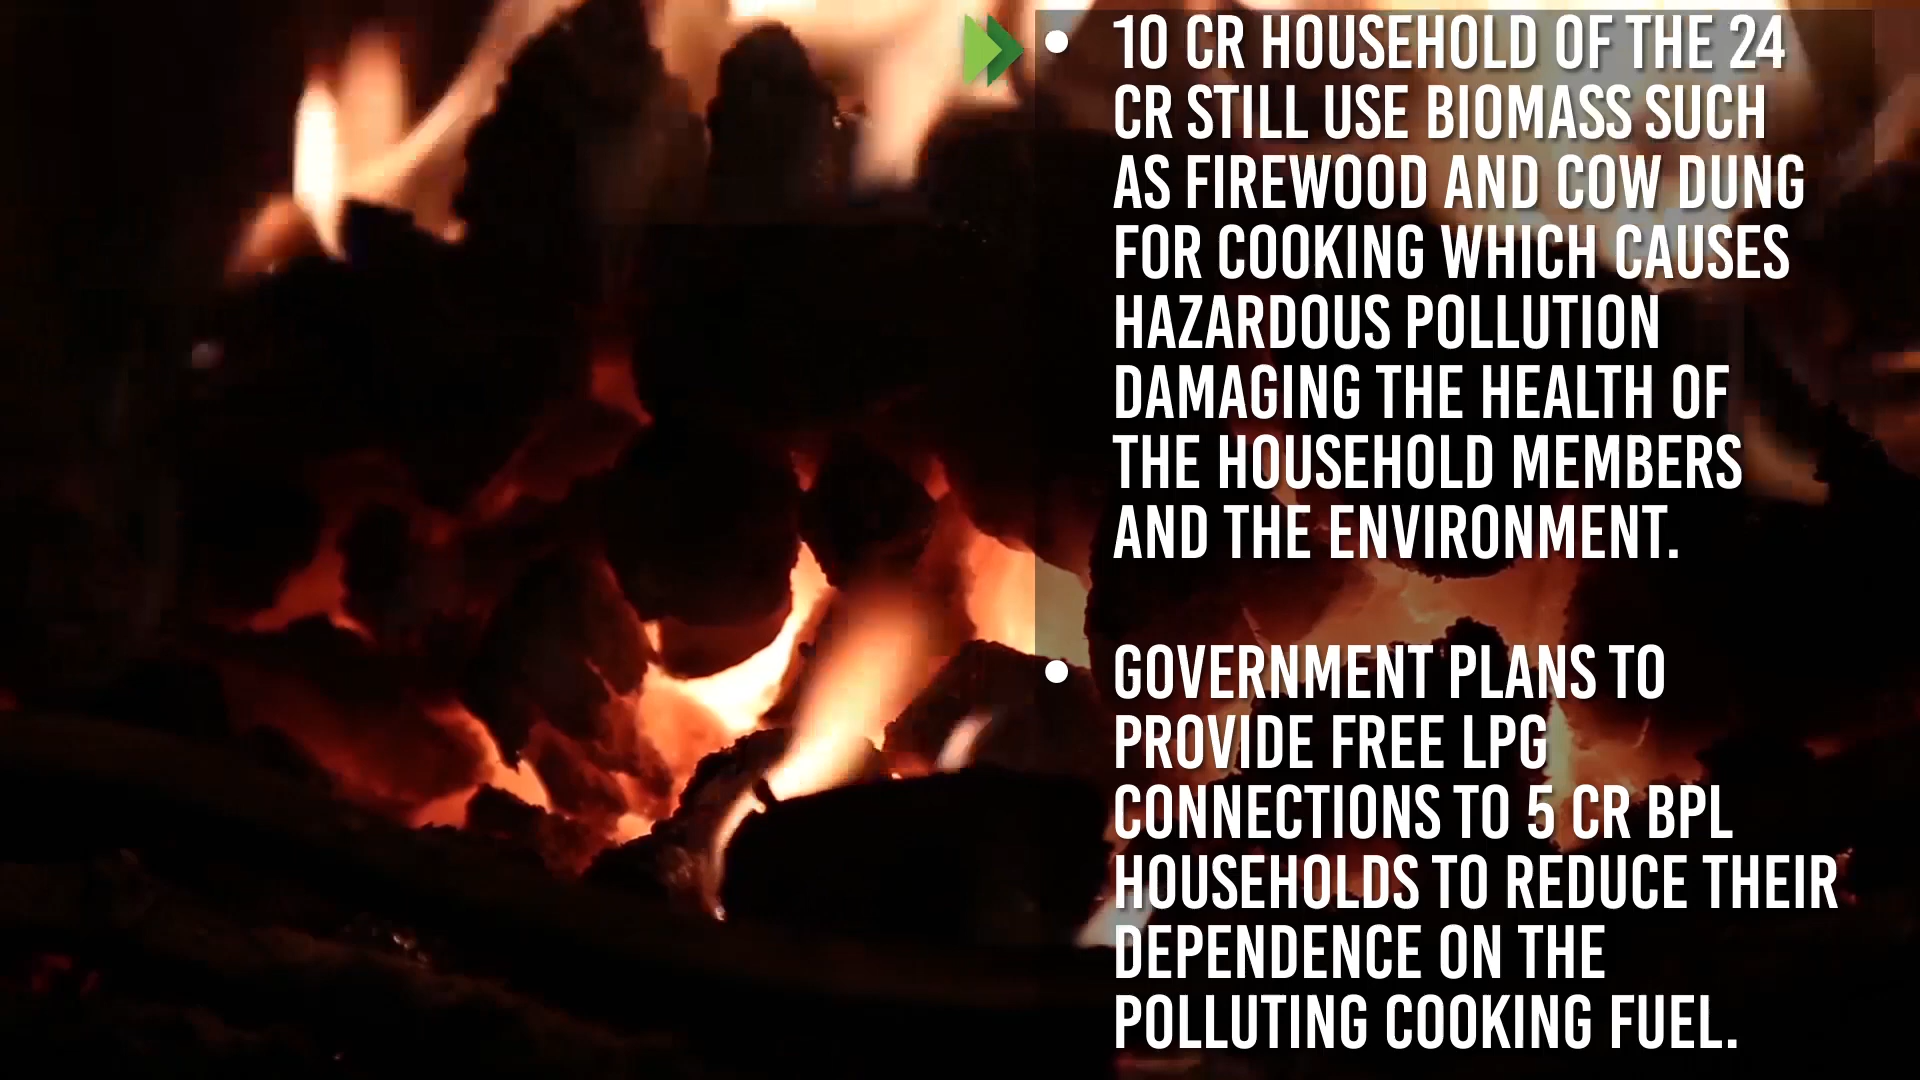 • 10 CR HOUSEHOLD OF THE 24
CR STILL USE BIOMASS SUCH
AS FIREWOOD AND COW DUNG
FOR COOKING WHICH CAUSES
HAZARDOUS POLLUTION
DAMAGING THE HEALTH OF
THE HOUSEHOLD MEMBERS
AND THE ENVIRONMENT.
• GOVERNMENT PLANS TO
PROVIDE FREE LPG
CONNECTIONS TO 5 CR BPL
HOUSEHOLDS TO REDUCE THEIR
DEPENDENCE ON THE
POLLUTING COOKING FUEL.